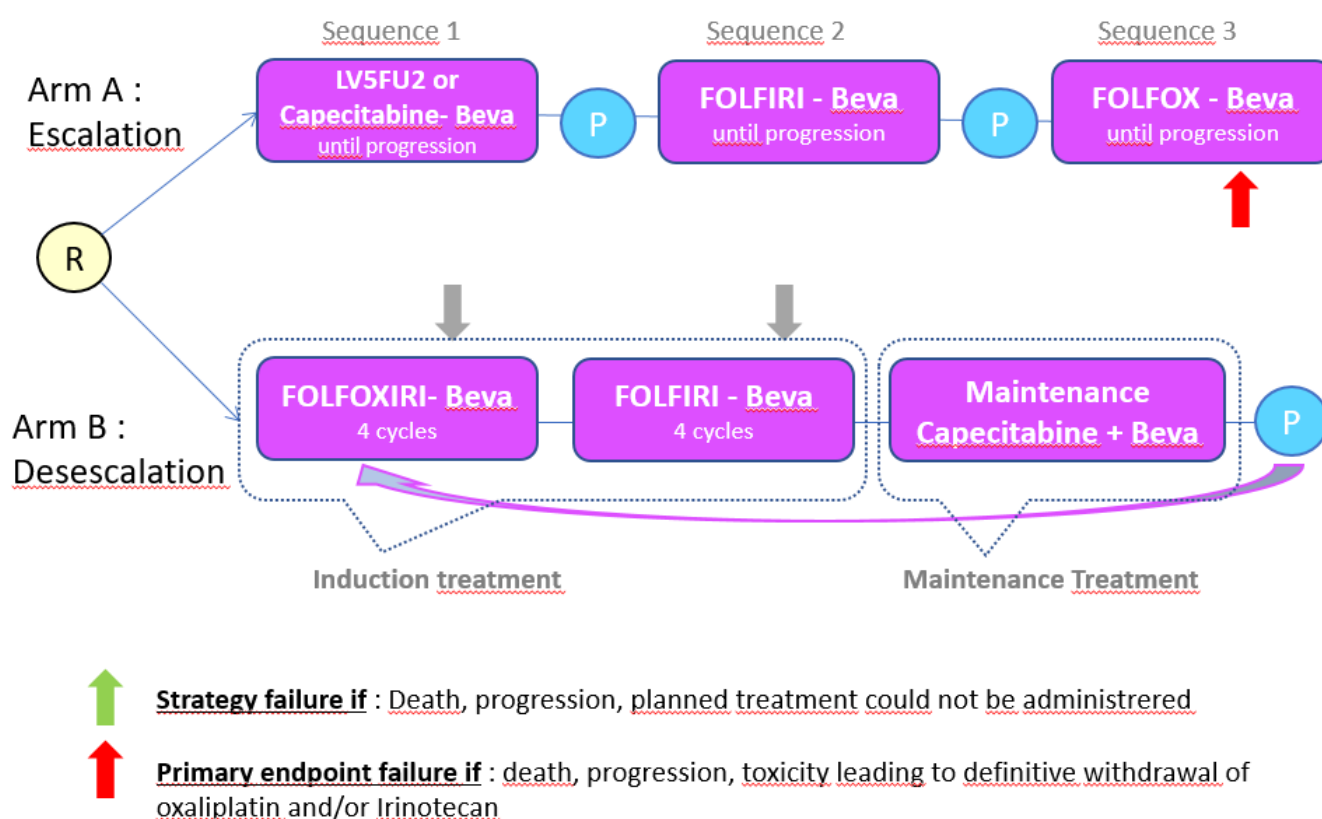 Sequence 1
Sequence 2
Sequence 3
Arm A :
Escalation
LV5FU2 or
Capecitabine- Beva
until progression
P
FOLFIRI - Beva
until progression
P
FOLFOX - Beva
until progression
R
Arm B :
Desescalation
FOLFOXIRI- Beva
4 cycles
FOLFIRI - Beva
4 cycles
Maintenance
Capecitabine + Beva
P
Induction treatment
Maintenance Treatment
Strategy failure if : Death, progression, planned treatment could not be administrered
Primary endpoint failure if : death, progression, toxicity leading to definitive withdrawal of
oxaliplatin and/or Irinotecan